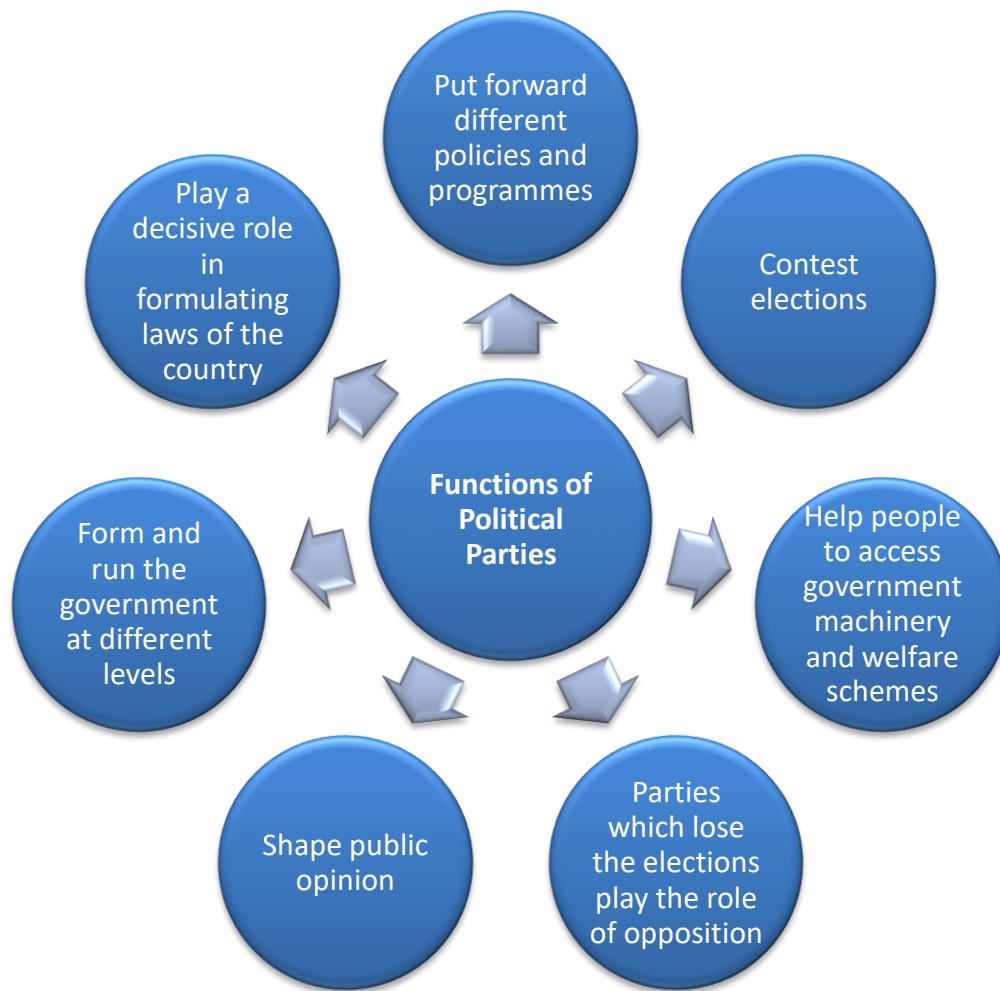 Put forward
different
policies and
programmes
Contest
elections
Help people
to access
government
machinery
and welfare
schemes
Parties
which lose
the elections
play the role
of opposition
Shape public
opinion
Form and
run the
government
at different
levels
Play a
decisive role
in
formulating
laws of the
country
Functions of
Political
Parties